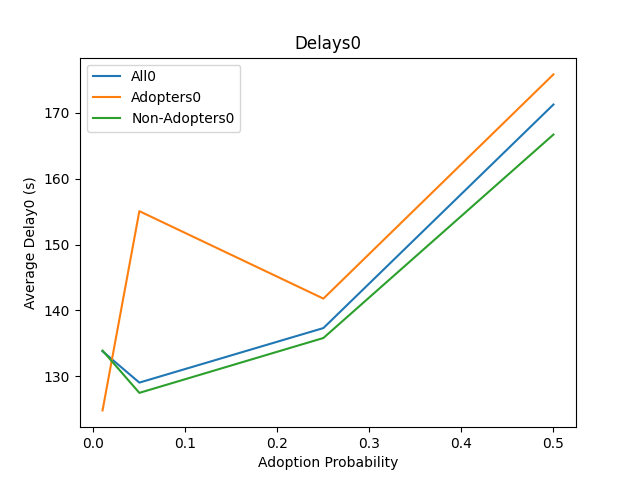 Delays0
All0
Adopters0
Non-Adopters0
Average Delay0 (s)
170
160
150
140
130
0.0 0.1 0.2 0.3 0.4 0.5
Adoption Probability